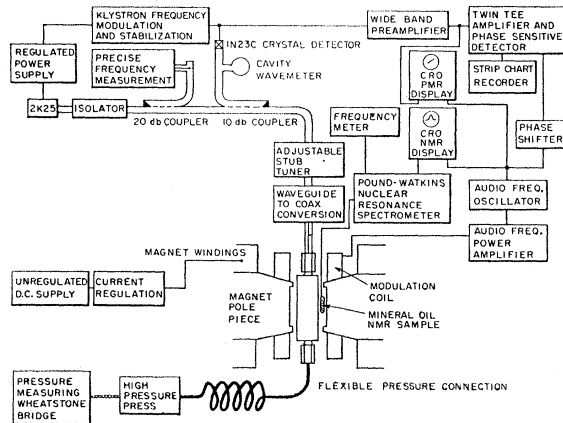 KLYSTRON FREQUENCY
MODULATION
AND STABILIZATION
WIDE BAND
PREAMPLIFIER
TWIN TEE
AMPLIFIER AND
PHASE SENSITIVE
DETECTOR
REGULATED
POWER
SUPPLY
PRECISE
FREQUENCY
MEASUREMENT
IN23C CRYSTAL DETECTOR
CAVITY
WAVEMETER
CRO
PMR
DISPLAY
STRIP CHART
RECORDER
2K25
ISOLATOR
20 db COUPLER
10 db COUPLER
FREQUENCY
METER
CRO
NMR
DISPLAY
PHASE
SHIFTER
ADJUSTABLE
STUB
TUNER
WAVEGUIDE
TO COAX
CONVERSION
POUND-WATKINS
NUCLEAR
RESONANCE
SPECTROMETER
AUDIO FREQ.
OSCILLATOR
AUDIO FREQ.
POWER
AMPLIFIER
MAGNET WINDINGS
UNREGULATED
D.C. SUPPLY
CURRENT
REGULATION
MAGNET
POLE
PIECE
MODULATION
COIL
MINERAL OIL
NMR SAMPLE
PRESSURE
MEASURING
WHEATSTONE
BRIDGE
HIGH
PRESSURE
PRESS
FLEXIBLE PRESSURE CONNECTION